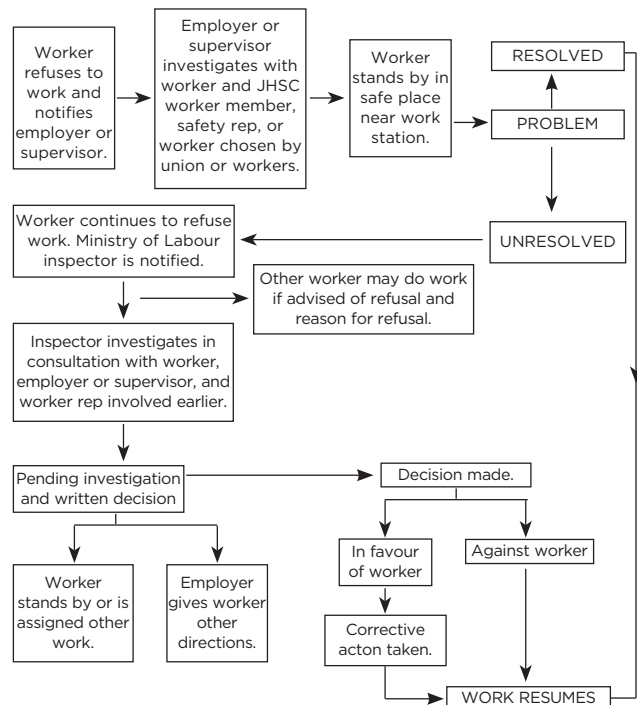 Worker
refuses to
work and
notifies
employer or
supervisor.
Employer or
supervisor
investigates with
worker and JHSC
worker member,
safety rep, or
worker chosen by
union or workers.
Worker
stands by in
safe place
near work
station.
RESOLVED
PROBLEM
UNRESOLVED
Worker continues to refuse
work. Ministry of Labour
inspector is notified.
Other worker may do work
if advised of refusal and
reason for refusal.
Inspector investigates in
consultation with worker,
employer or supervisor, and
worker rep involved earlier.
Pending investigation
and written decision
Decision made.
Worker
stands by or is
assigned other
work.
Employer
gives worker
other
directions.
In favour
of worker
Against worker
Corrective
acton taken.
WORK RESUMES